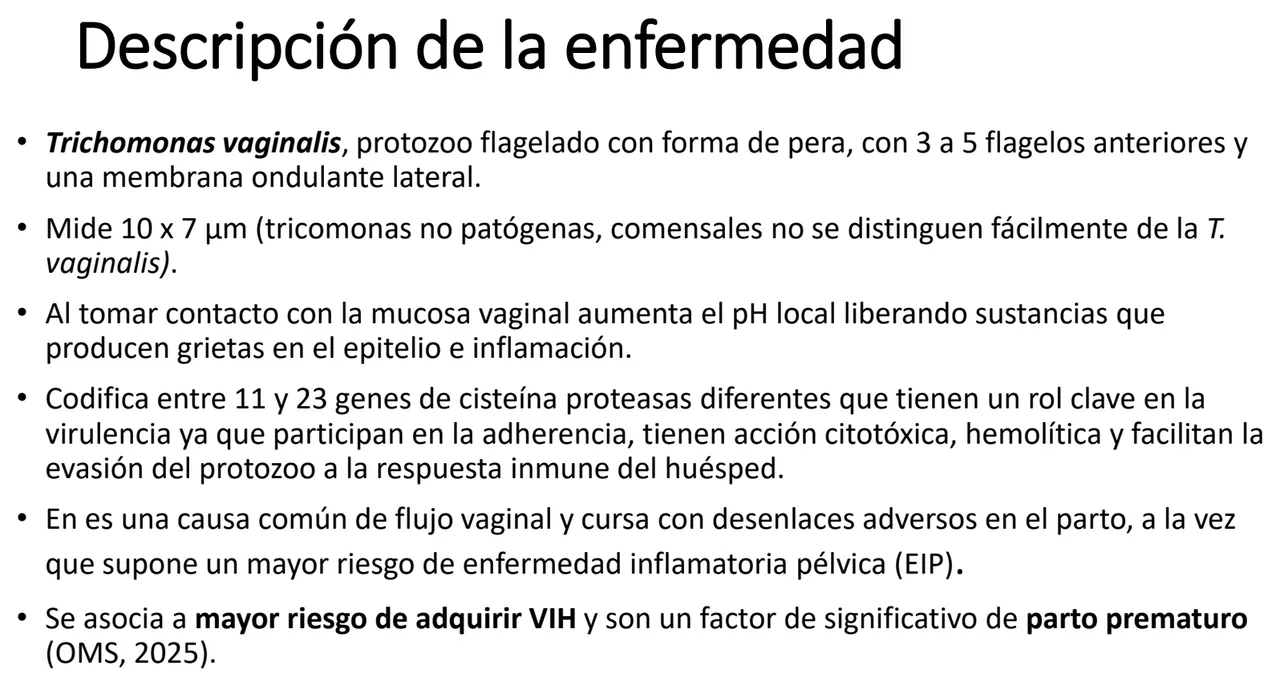 Descripción de la enfermedad
• Trichomonas vaginalis, protozoo flagelado con forma de pera, con 3 a 5 flagelos anteriores y
una membrana ondulante lateral.
• Mide 10 x 7 µm (tricomonas no patógenas, comensales no se distinguen fácilmente de la T.
vaginalis).
• Al tomar contacto con la mucosa vaginal aumenta el pH local liberando sustancias que
producen grietas en el epitelio e inflamación.
• Codifica entre 11 y 23 genes de cisteína proteasas diferentes que tienen un rol clave en la
virulencia ya que participan en la adherencia, tienen acción citotóxica, hemolítica y facilitan la
evasión del protozoo a la respuesta inmune del huésped.
• En es una causa común de flujo vaginal y cursa con desenlaces adversos en el parto, a la vez
que supone un mayor riesgo de enfermedad inflamatoria pélvica (EIP).
• Se asocia a mayor riesgo de adquirir VIH y son un factor de significativo de parto prematuro
(OMS, 2025).